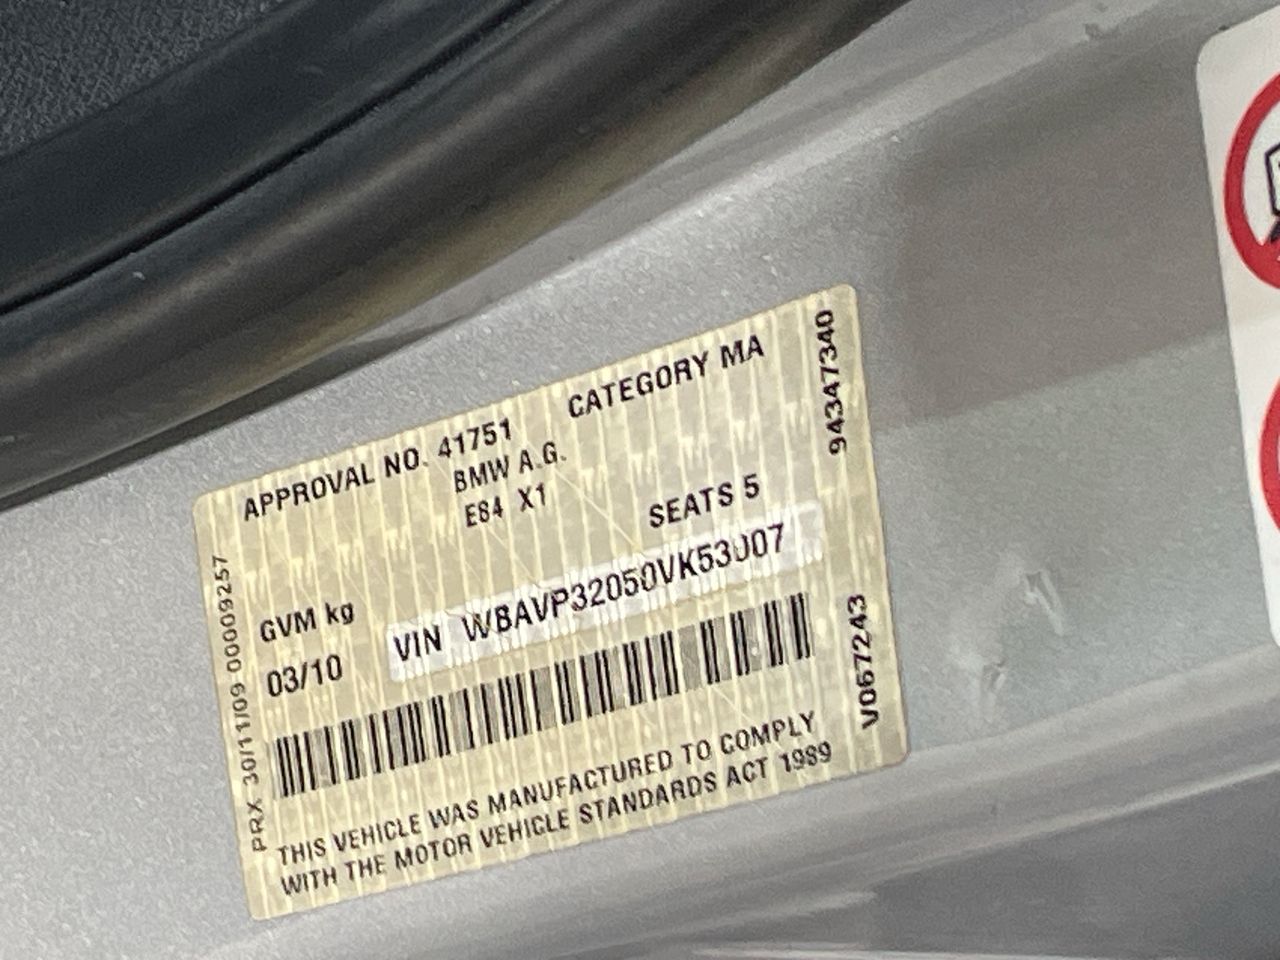 APPROVAL NO. 41751 CATEGORY MA
BMW A.G.
E84 X1
SEATS 5
GVM kg
03/10
VIN WBAVP32050VK53007
THIS VEHICLE WAS MANUFACTURED TO COMPLY
WITH THE MOTOR VEHICLE STANDARDS ACT 1989
PRX 30/11/09 00009257
94347340
V067243